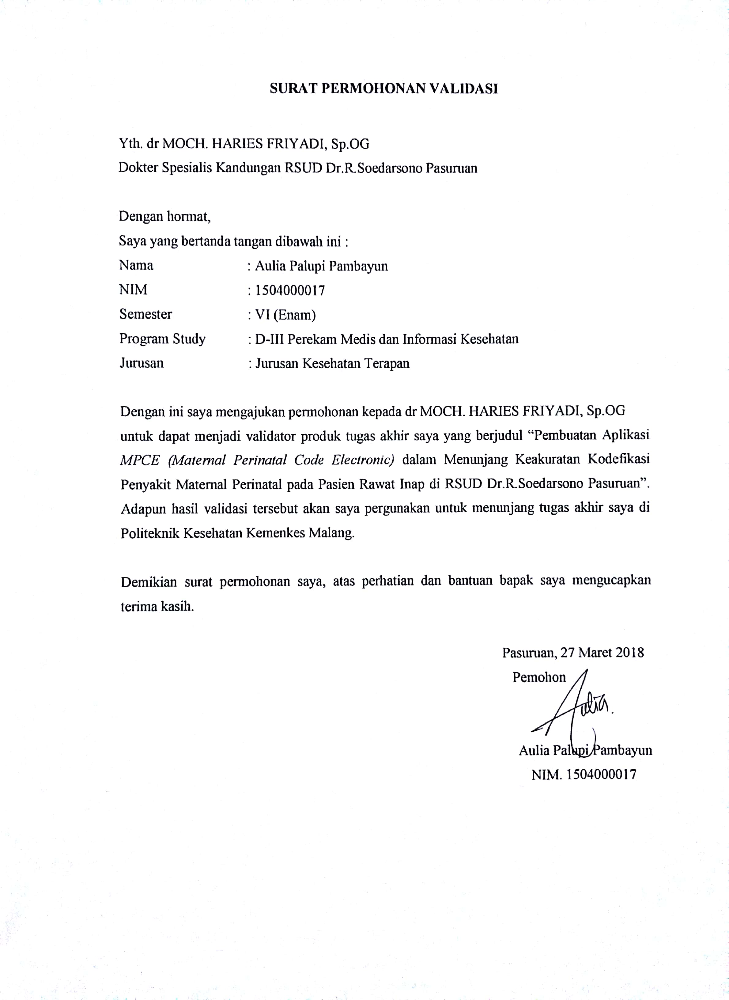 SURAT PERMOHONAN VALIDASI
Yth. dr MOCH. HARIES FRIYADI, Sp.OG
Dokter Spesialis Kandungan RSUD Dr.R.Soedarsono Pasuruan
Dengan hormat,
Saya yang bertanda tangan dibawah ini :
Nama : Aulia Palupi Pambayun
NIM : 1504000017
Semester : VI (Enam)
Program Study : D-III Perekam Medis dan Informasi Kesehatan
Jurusan : Jurusan Kesehatan Terapan
Dengan ini saya mengajukan permohonan kepada dr MOCH. HARIES FRIYADI, Sp.OG
untuk dapat menjadi validator produk tugas akhir saya yang berjudul “Pembuatan Aplikasi
MPCE (Maternal Perinatal Code Electronic) dalam Menunjang Keakuratan Kodefikasi
Penyakit Maternal Perinatal pada Pasien Rawat Inap di RSUD Dr.R.Soedarsono Pasuruan”.
Adapun hasil validasi tersebut akan saya pergunakan untuk menunjang tugas akhir saya di
Politeknik Kesehatan Kemenkes Malang.
Demikian surat permohonan saya, atas perhatian dan bantuan bapak saya mengucapkan
terima kasih.
Pasuruan, 27 Maret 2018
Pemohon
Aulia.
Aulia Palupi Pambayun
NIM. 1504000017